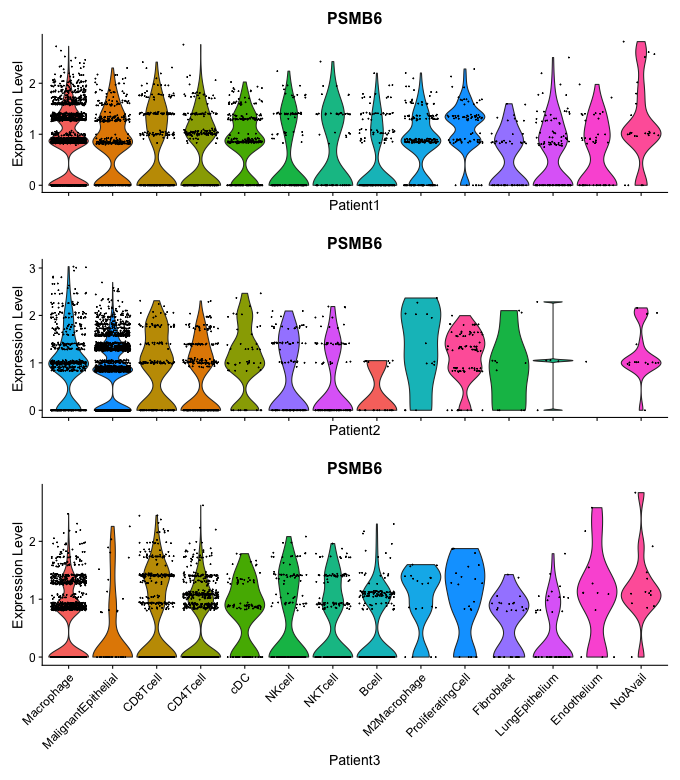 PSMB6
Expression Level
2
1
0
Patient1
PSMB6
Expression Level
3
2
1
0
Patient2
PSMB6
Expression Level
2
1
0
Macrophage
MalignantEpithelial
CD8Tcell
CD4Tcell
cDC
NKcell
NKTcell
Bcell
M2Macrophage
ProliferatingCell
Fibroblast
LungEpithelium
Endothelium
NotAvail
Patient3